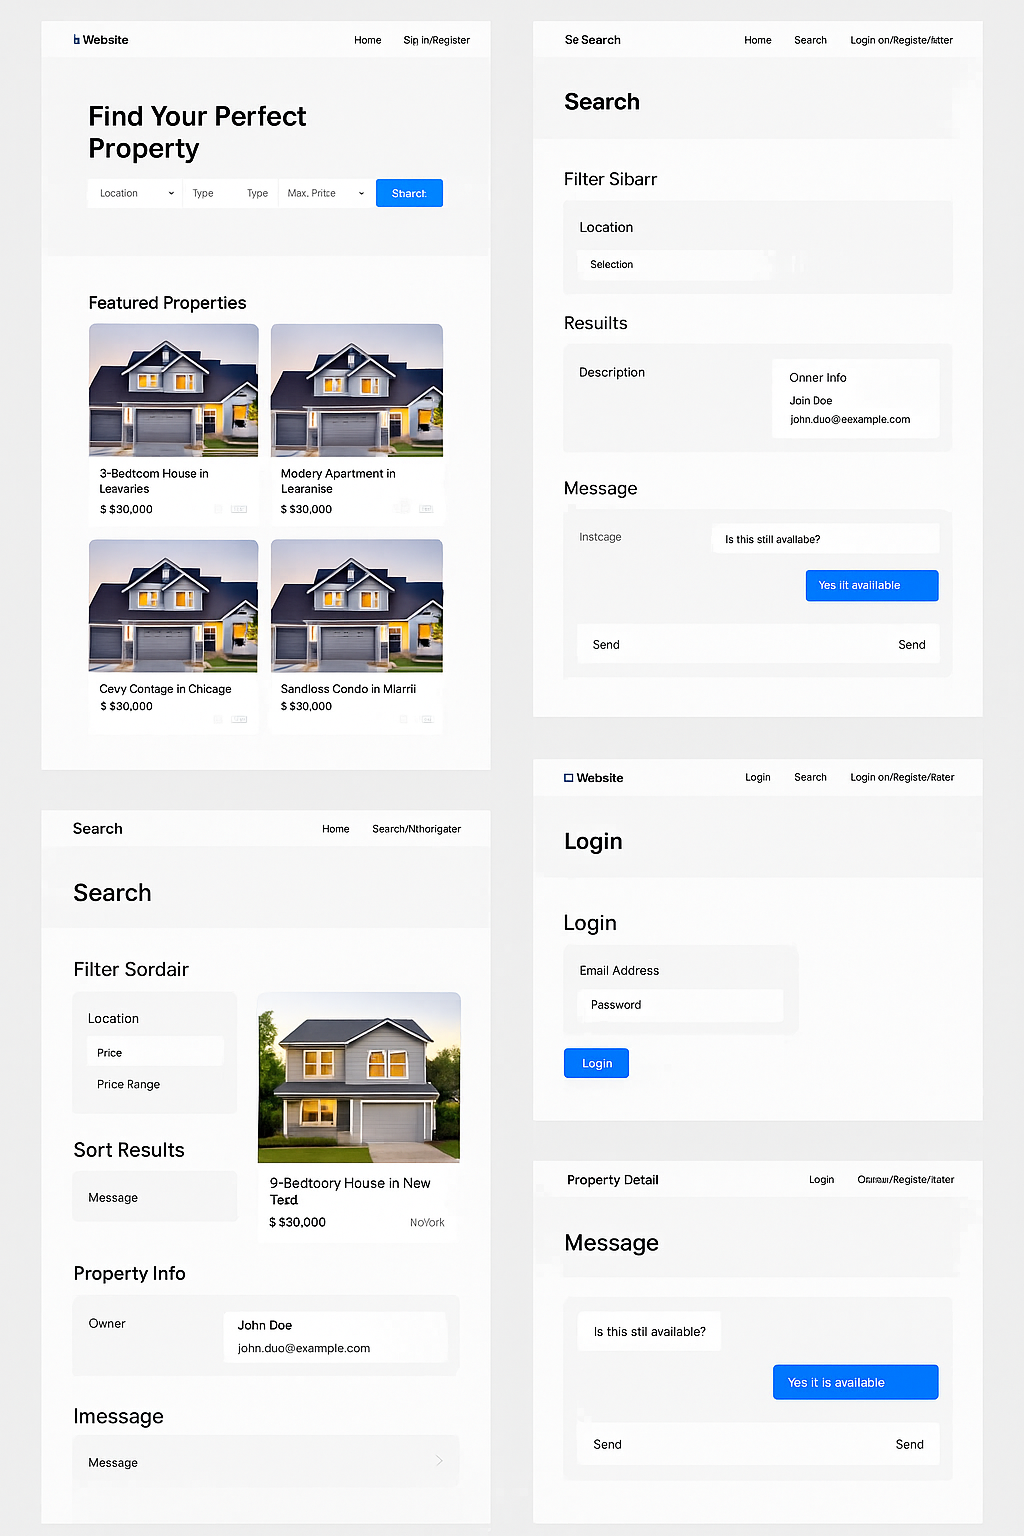 Website
Home
Sip in/Register
Find Your Perfect
Property
Location
Type
Type
Max. Pritce
Sharch
Featured Properties
3-Bedtcom House in
Leavaries
$ $30,000
Modery Apartment in
Learanise
$ $30,000
Cevy Contage in Chicage
$ $30,000
Sandloss Condo in Mlarrii
$ $30,000
Se Search
Home
Search
Login on/Registe/
Search
Filter Sibarr
Location
Selection
Resuilts
Description
Onner Info
Join Doe
john.duo@eexample.com
Message
Instcage
Is this still availabe?
Yes iit avalilable
Send
Send
Search
Home
Search/Nthorigater
Search
Filter Sordair
Location
Price
Price Range
Sort Results
Message
9-Bedtoory House in New
Terd
$ $30,000
NoYork
Property Info
Owner
John Doe
john.duo@example.com
Imessage
Message
Website
Login
Search
Login on/Registe/Rater
Login
Login
Email Address
Password
Login
Property Detail
Login
Message
Is this stil available?
Yes it is available
Send
Send